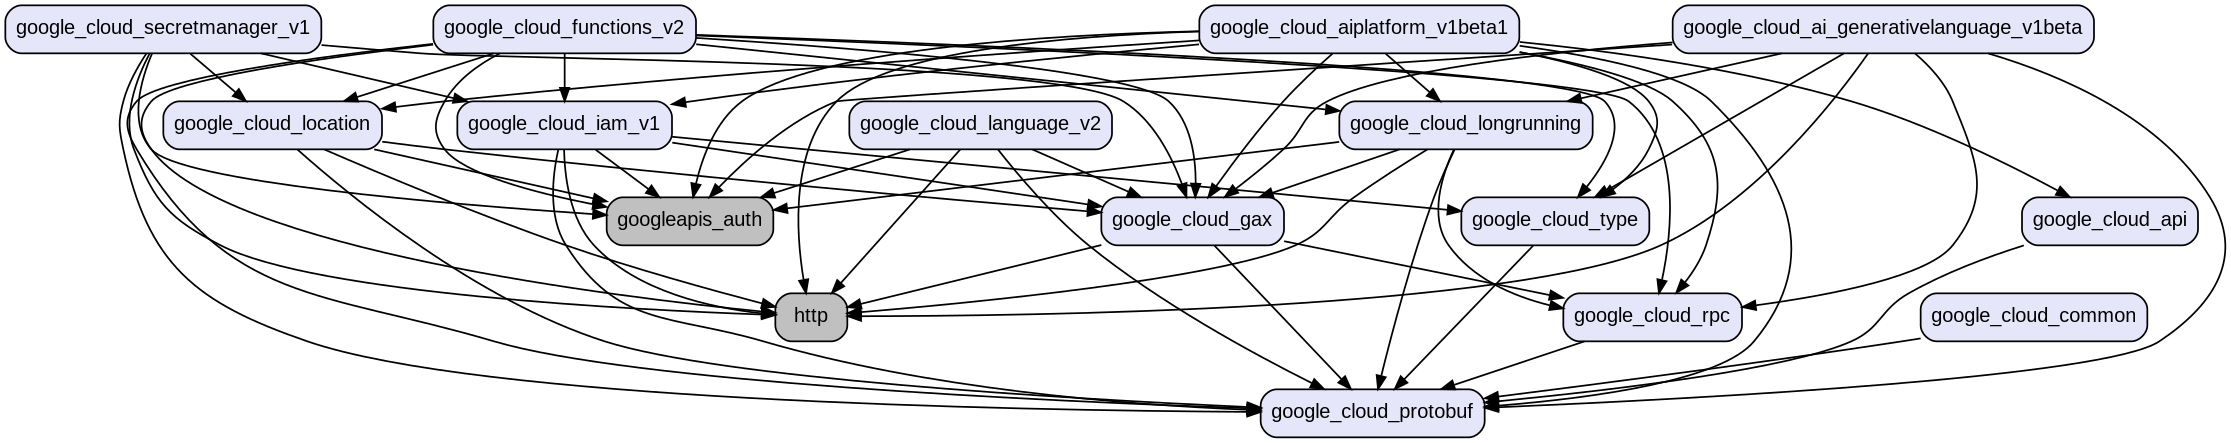 google_cloud_secretmanager_v1
google_cloud_functions_v2
google_cloud_aiplatform_v1beta1
google_cloud_ai_generativelanguage_v1beta
google_cloud_location
google_cloud_iam_v1
google_cloud_language_v2
google_cloud_longrunning
googleapis_auth
google_cloud_gax
google_cloud_type
google_cloud_api
http
google_cloud_rpc
google_cloud_common
google_cloud_protobuf